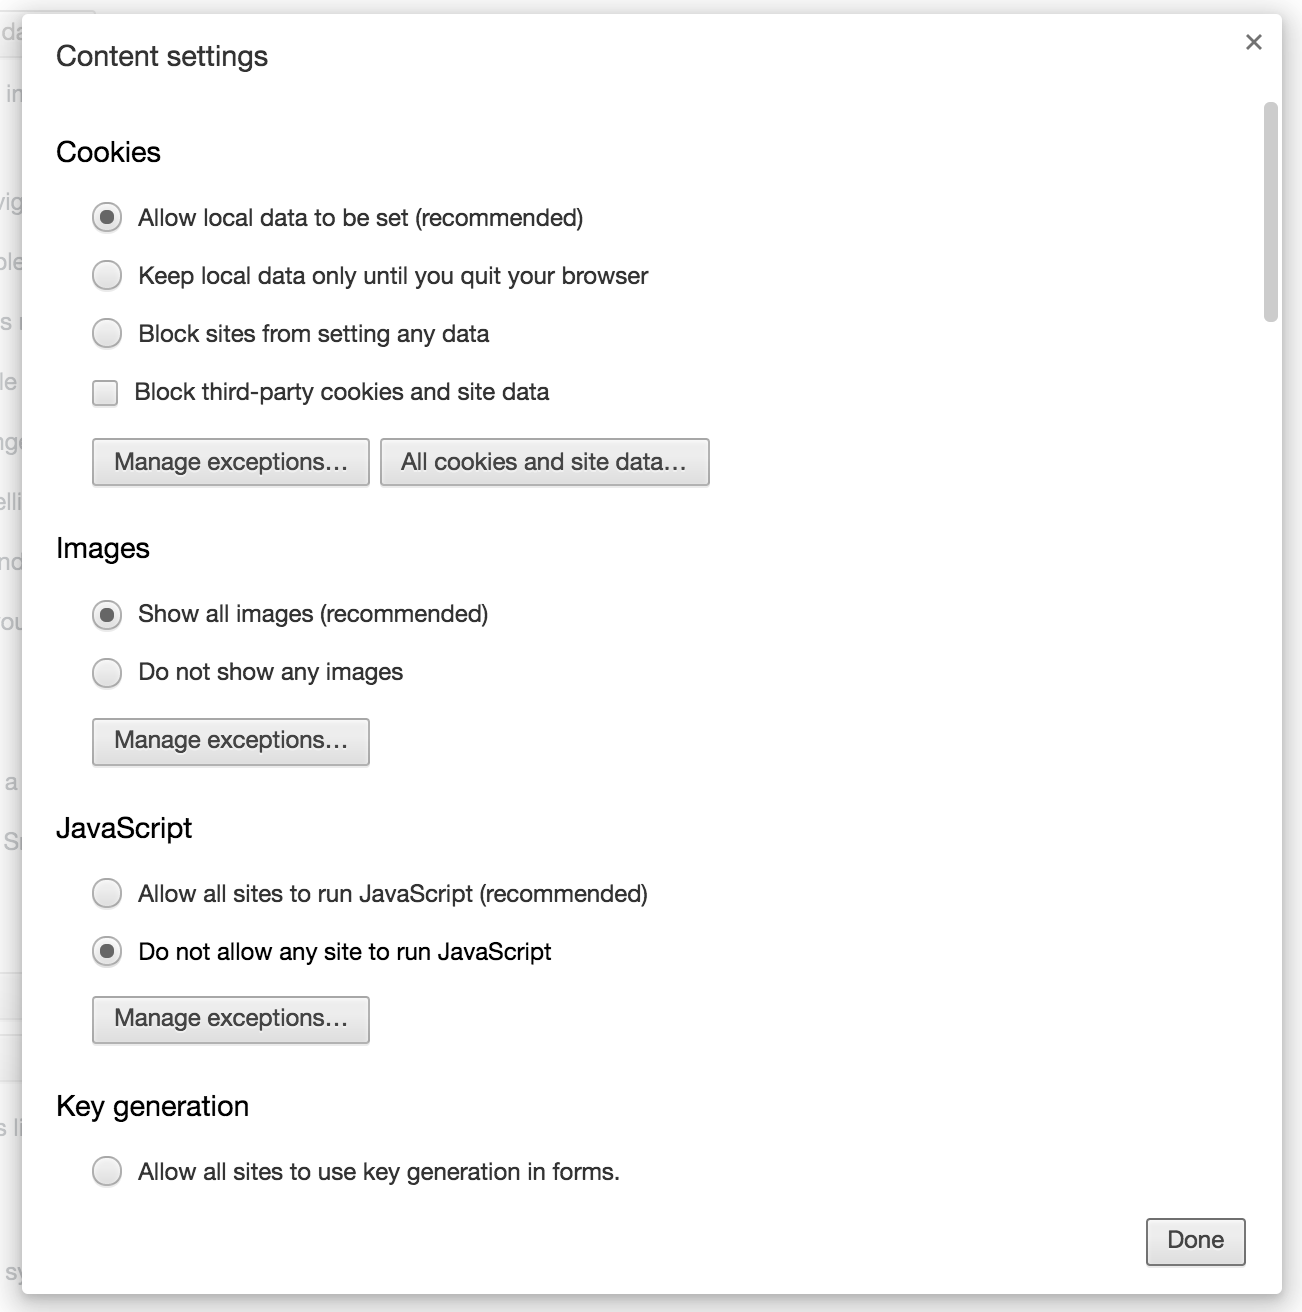 Content settings
Cookies
Allow local data to be set (recommended)
Keep local data only until you quit your browser
Block sites from setting any data
Block third-party cookies and site data
Manage exceptions...
All cookies and site data...
Images
Show all images (recommended)
Do not show any images
Manage exceptions...
JavaScript
Allow all sites to run JavaScript (recommended)
Do not allow any site to run JavaScript
Manage exceptions...
Key generation
Allow all sites to use key generation in forms.
Done